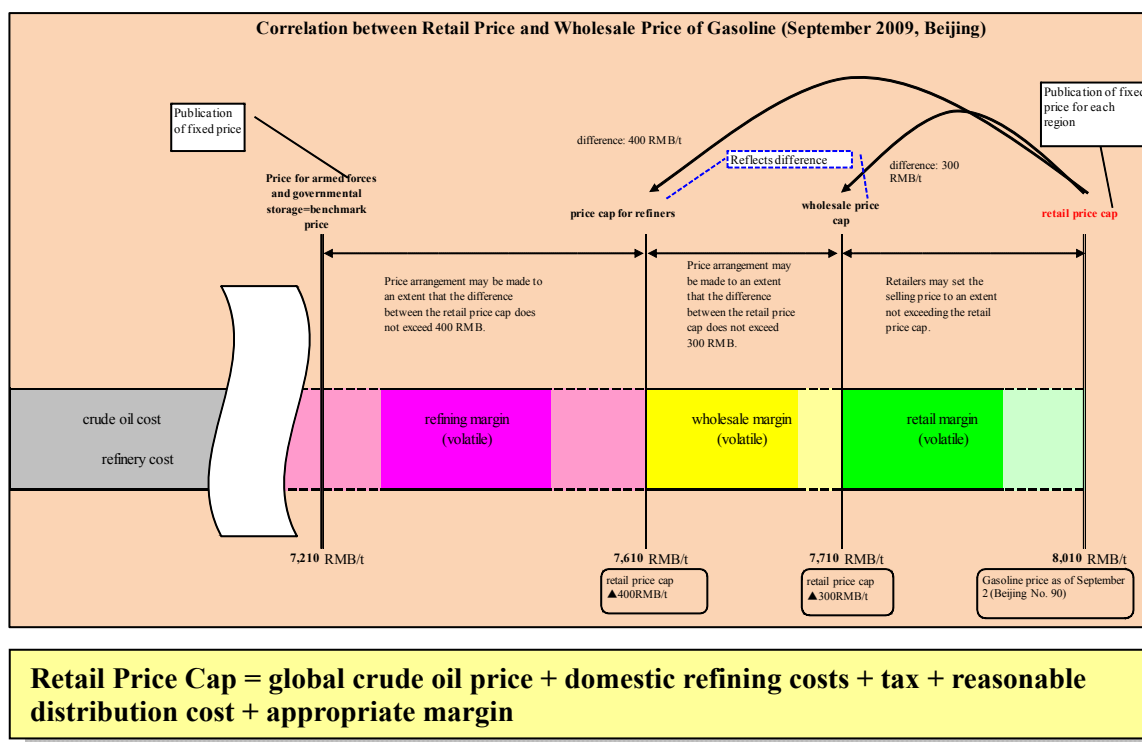 Correlation between Retail Price and Wholesale Price of Gasoline (September 2009, Beijing)
Publication
of fixed price
Publication of fixed
price for each
region
difference: 400 RMB/t
Reflects difference
difference: 300
RMB/t
Price for armed forces
and governmental
storage=benchmark
price
price cap for refiners
wholesale price
cap
retail price cap
Price arrangement may be made to
an extent that the difference
between the retail price cap does
not exceed 400 RMB.
Price arrangement may
be made to an extent
that the difference
between the retail price
cap does not exceed
300 RMB.
Retailers may set the
selling price to an extent
not exceeding the retail
price cap.
crude oil cost
refinery cost
refining margin
(volatile)
wholesale margin
(volatile)
retail margin
(volatile)
7,210 RMB/t
7,610 RMB/t
7,710 RMB/t
8,010 RMB/t
retail price cap
▲400RMB/t
retail price cap
▲300RMB/t
Gasoline price as of September
2 (Beijing No. 90)
Retail Price Cap = global crude oil price + domestic refining costs + tax + reasonable
distribution cost + appropriate margin